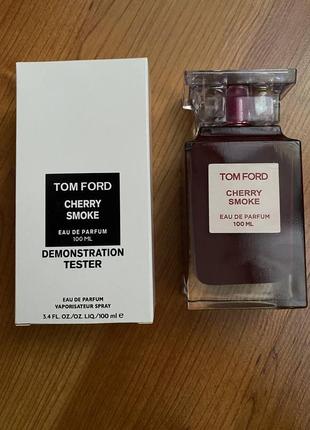 TOM FORD
CHERRY
SMOKE
EAU DE PARFUM
100 ML
DEMONSTRATION
TESTER
EAU DE PARFUM
VAPORISATEUR SPRAY
3.4 FL. OZ./OZ. LIQ./100 ml e
TOM FORD
CHERRY
SMOKE
EAU DE PARFUM
100 ML